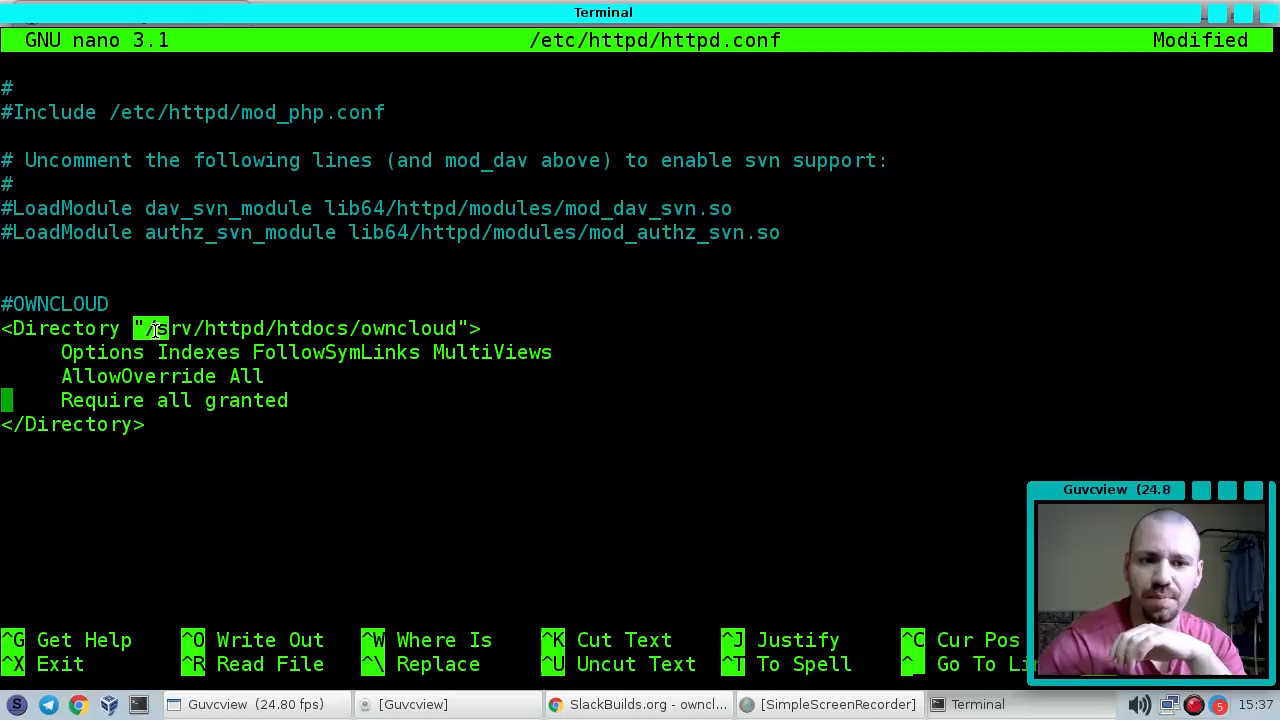 Terminal
GNU nano 3.1 /etc/httpd/httpd.conf Modified
#
#Include /etc/httpd/mod_php.conf
# Uncomment the following lines (and mod_dav above) to enable svn support:
#
#LoadModule dav_svn_module lib64/httpd/modules/mod_dav_svn.so
#LoadModule authz_svn_module lib64/httpd/modules/mod_authz_svn.so
#OWNCLOUD
<Directory "/srv/httpd/htdocs/owncloud">
Options Indexes FollowSymLinks MultiViews
AllowOverride All
Require all granted
</Directory>
Guvcview (24.8
^G Get Help ^O Write Out ^W Where Is ^K Cut Text ^J Justify ^C Cur Pos
^X Exit ^R Read File ^\ Replace ^U Uncut Text ^T To Spell ^_ Go To Li
Guvcview (24.80 fps) [Guvcview] SlackBuilds.org - owncl... [SimpleScreenRecorder] Terminal 5 15:37